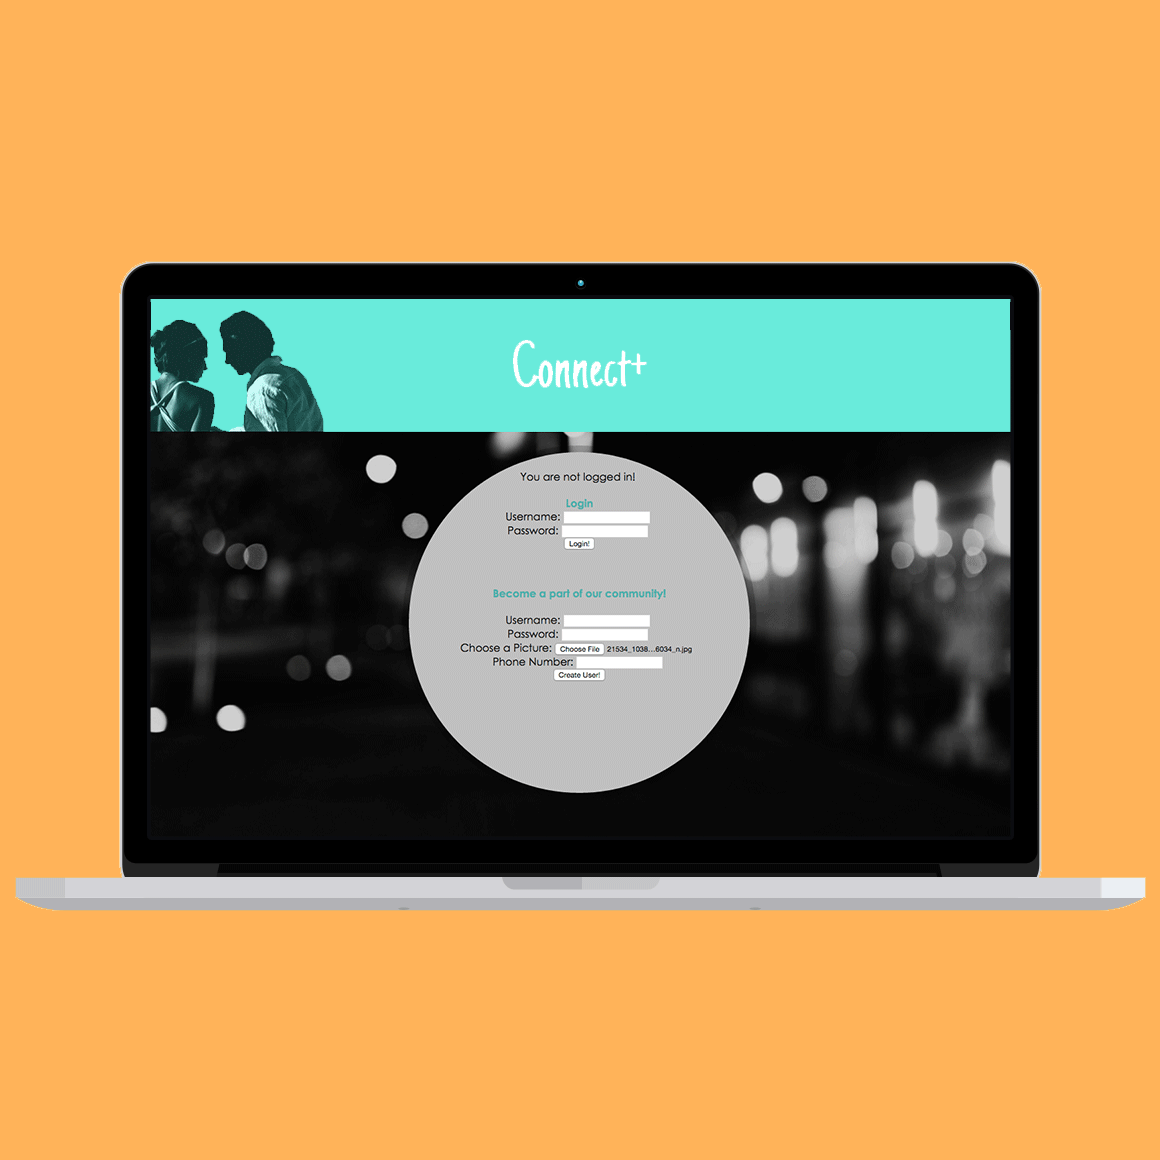 Connect+
You are not logged in!
Login
Username:
Password:
Login!
Become a part of our community!
Username:
Password:
Choose a Picture: Choose File 21534_1038...6034_n.jpg
Phone Number:
Create User!